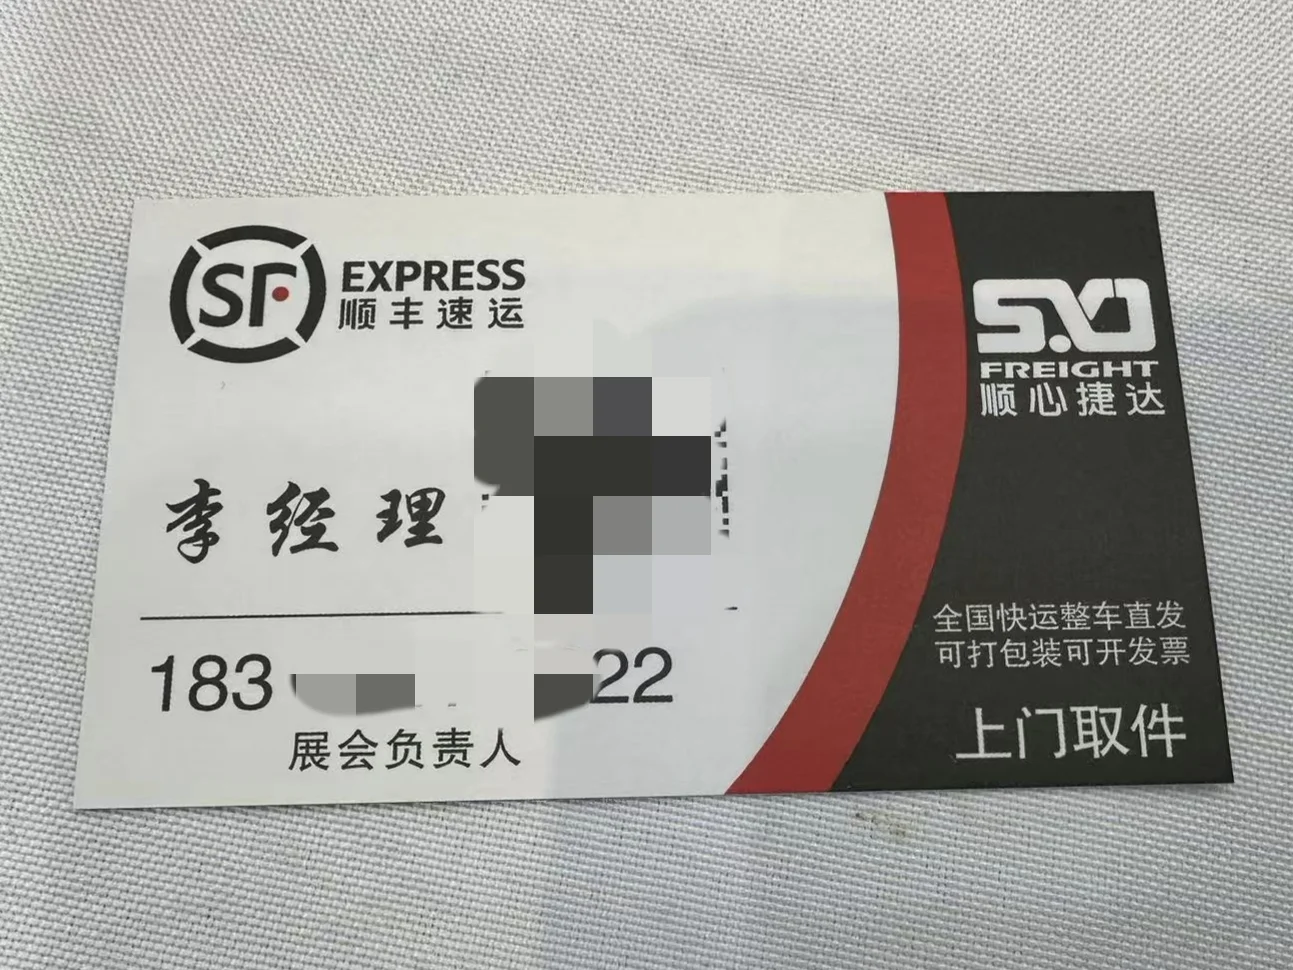 SF EXPRESS
顺丰速运
SXJD
FREIGHT
顺心捷达
李经理
183
22
展会负责人
全国快运整车直发
可打包装可开发票
上门取件